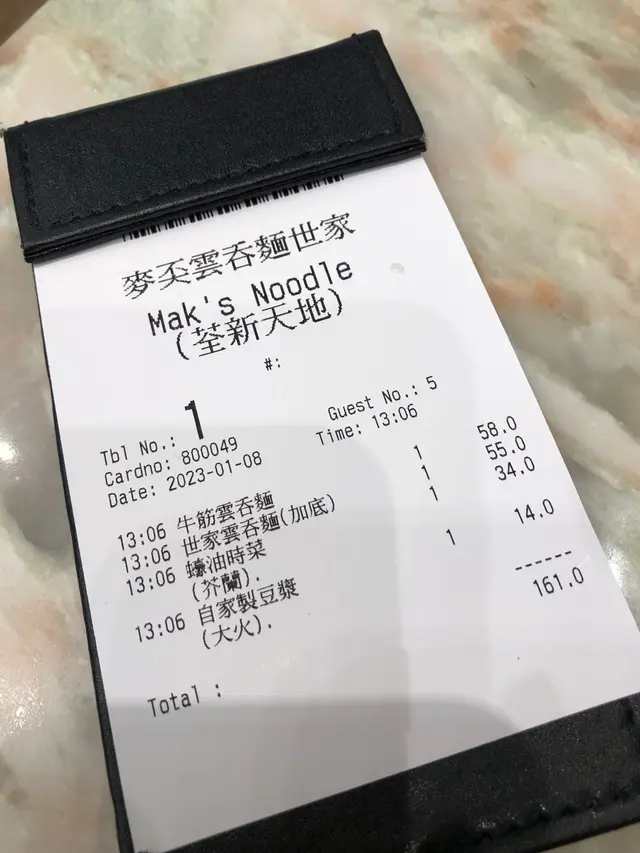 麥奀雲吞麵世家
Mak's Noodle
(荃新天地)
#:
Tbl No.: 1 Guest No.: 5
Cardno: 800049 Time: 13:06
Date: 2023-01-08
13:06 牛筋雲吞麵 1 58.0
13:06 世家雲吞麵(加底) 1 55.0
13:06 蠔油時菜 1 34.0
(芥蘭).
13:06 自家製豆漿 1 14.0
(大火).
------
Total : 161.0